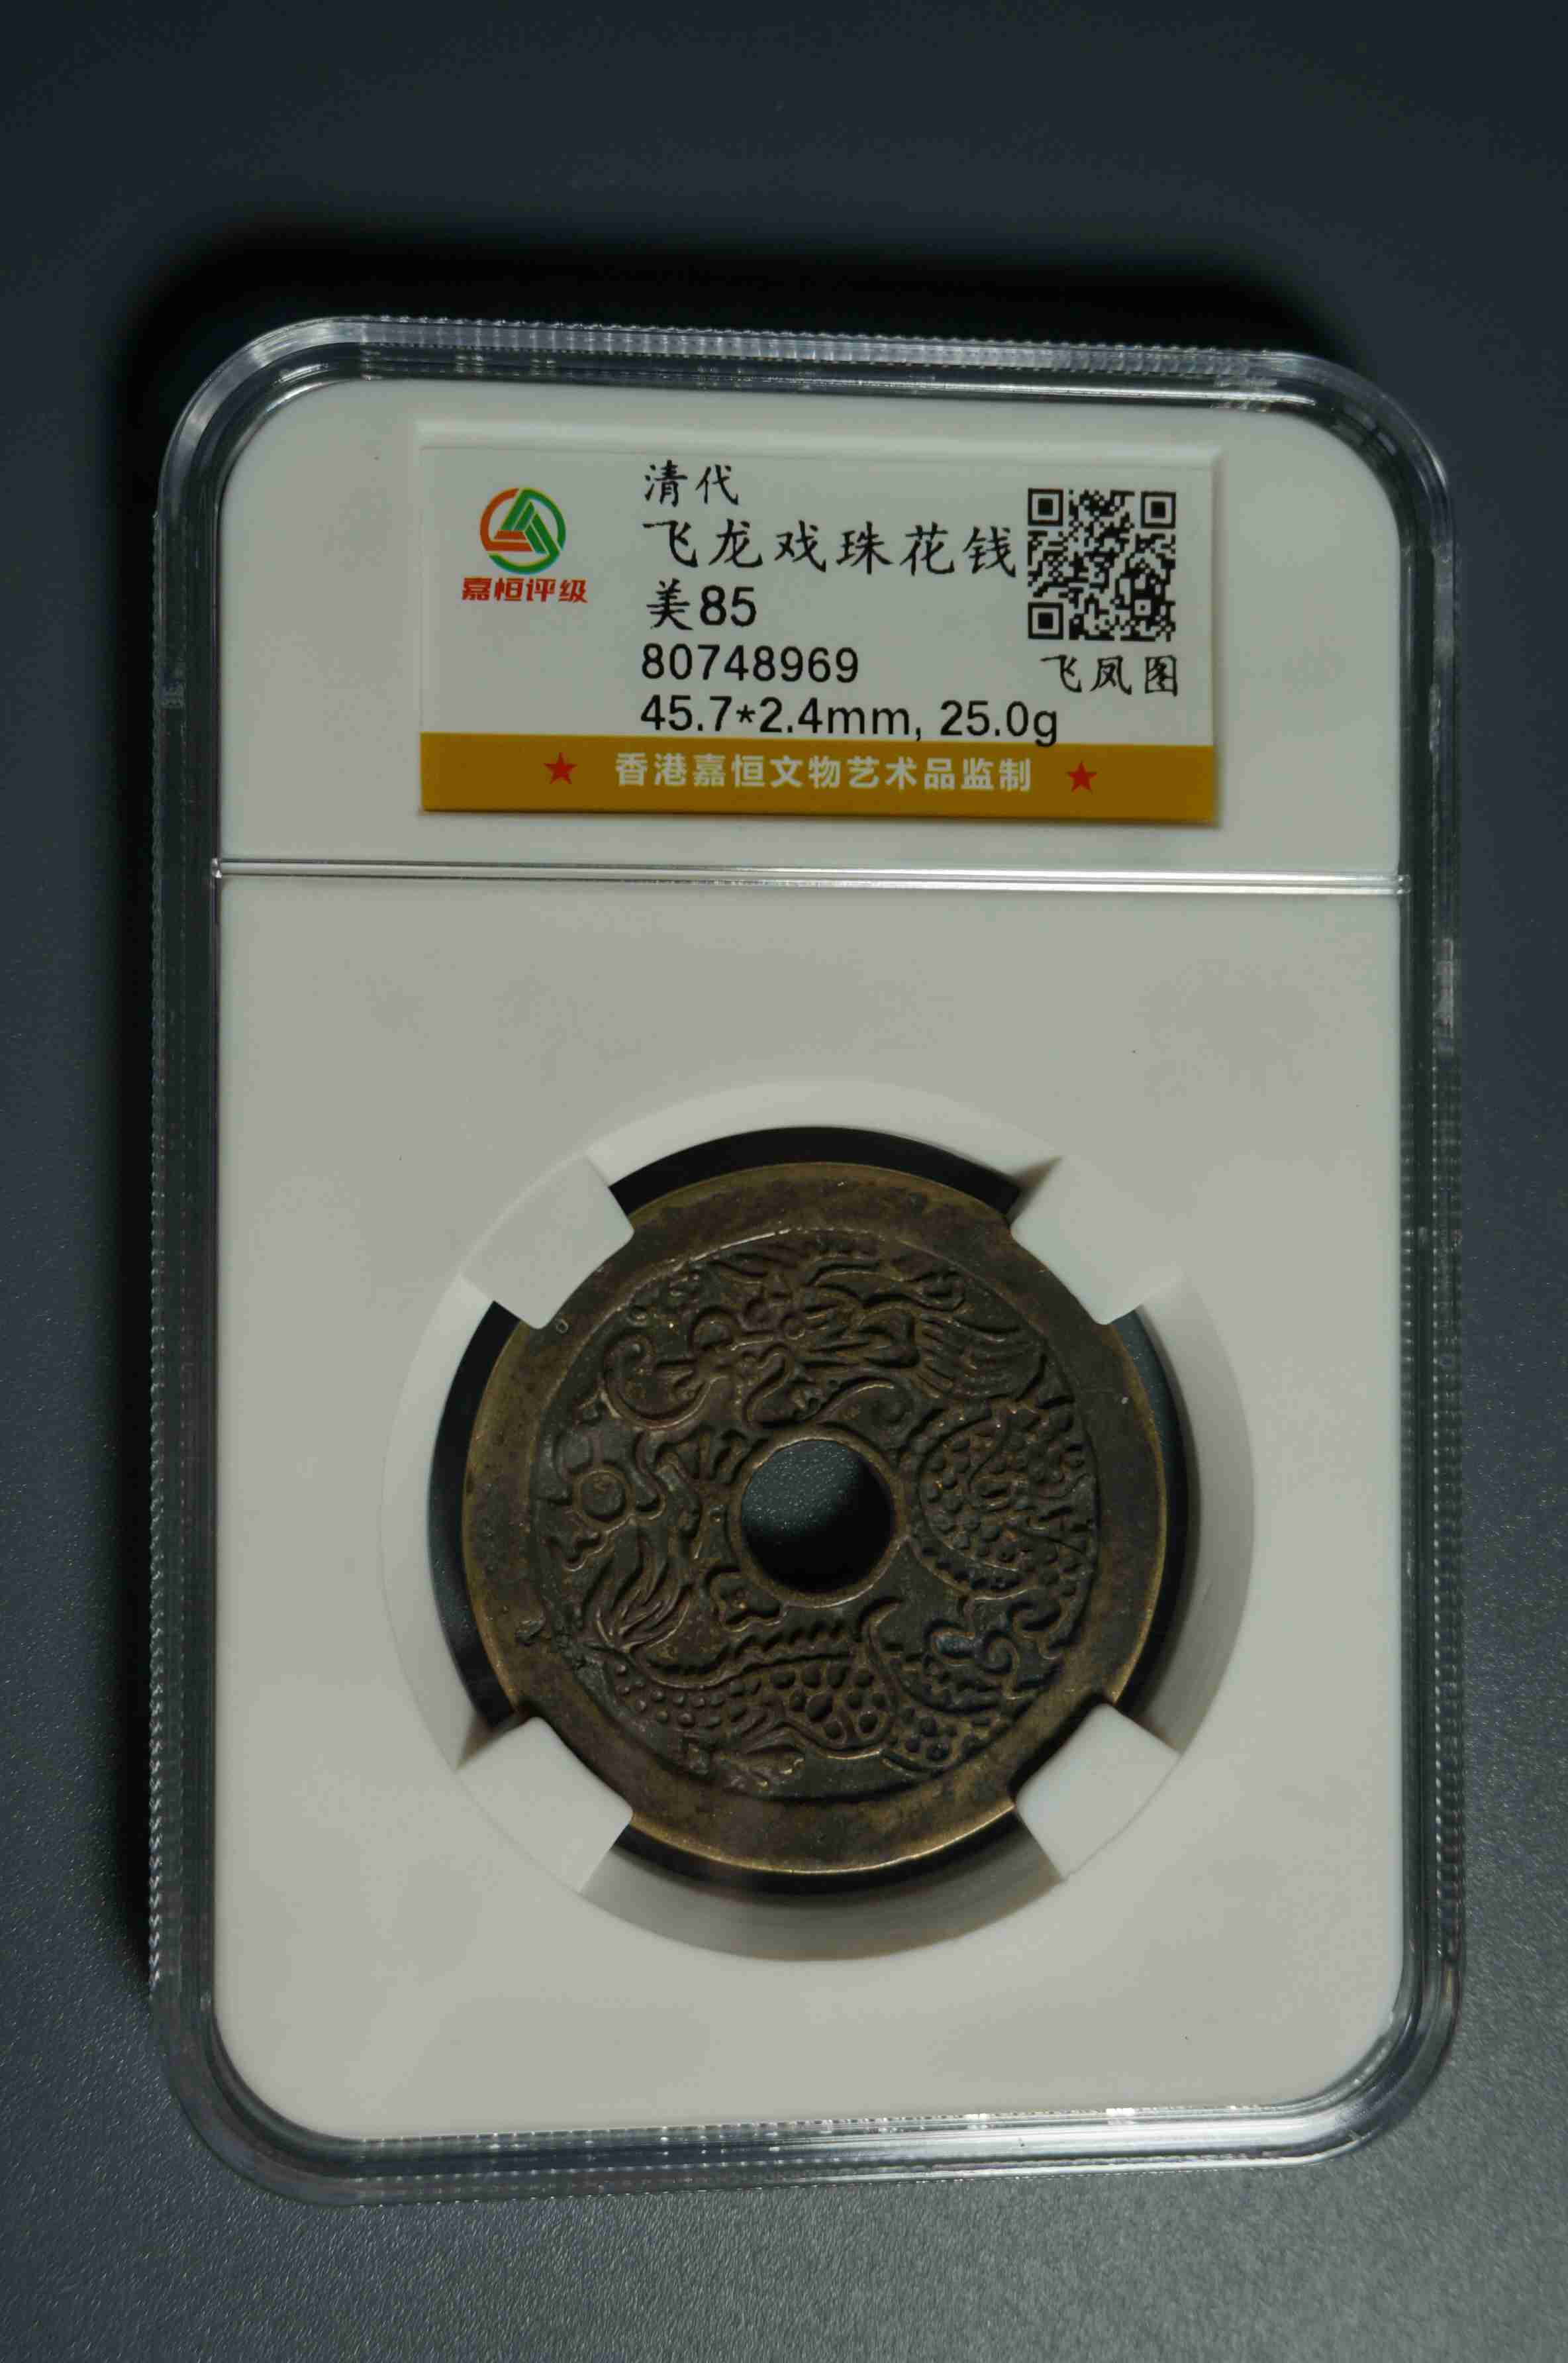 嘉恒评级
清代
飞龙戏珠花钱
美85
80748969
飞凤图
45.7*2.4mm, 25.0g
★ 香港嘉恒文物艺术品监制 ★